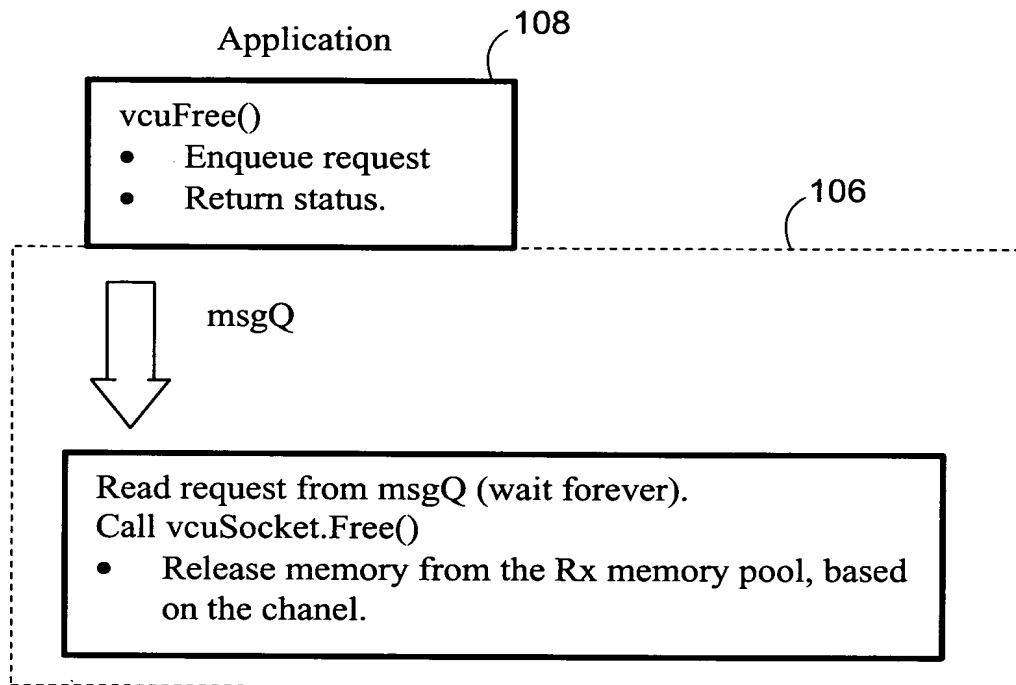 Application
108
vcuFree()
• Enqueue request
• Return status.
106
msgQ
Read request from msgQ (wait forever).
Call vcuSocket.Free()
• Release memory from the Rx memory pool, based
on the chanel.